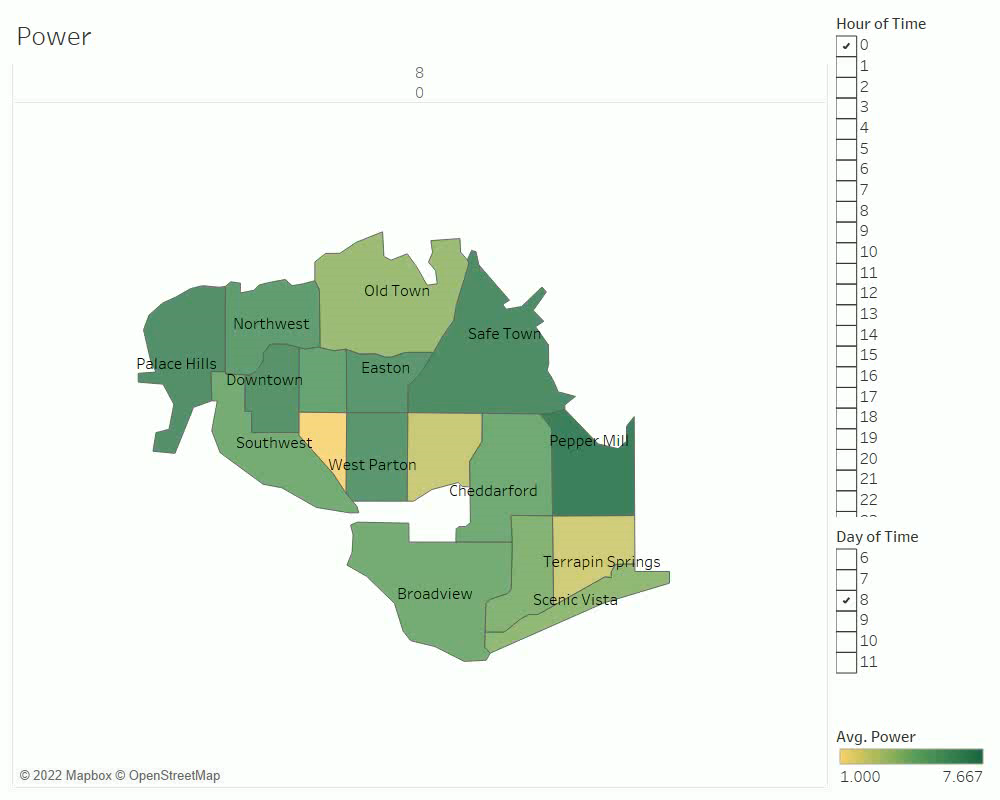 Power
8
0
Old Town
Northwest
Safe Town
Palace Hills
Easton
Downtown
Southwest
Pepper Mill
West Parton
Cheddarford
Terrapin Springs
Broadview
Scenic Vista
© 2022 Mapbox © OpenStreetMap
Hour of Time
0
1
2
3
4
5
6
7
8
9
10
11
12
13
14
15
16
17
18
19
20
21
22
Day of Time
6
7
8
9
10
11
Avg. Power
1.000 7.667